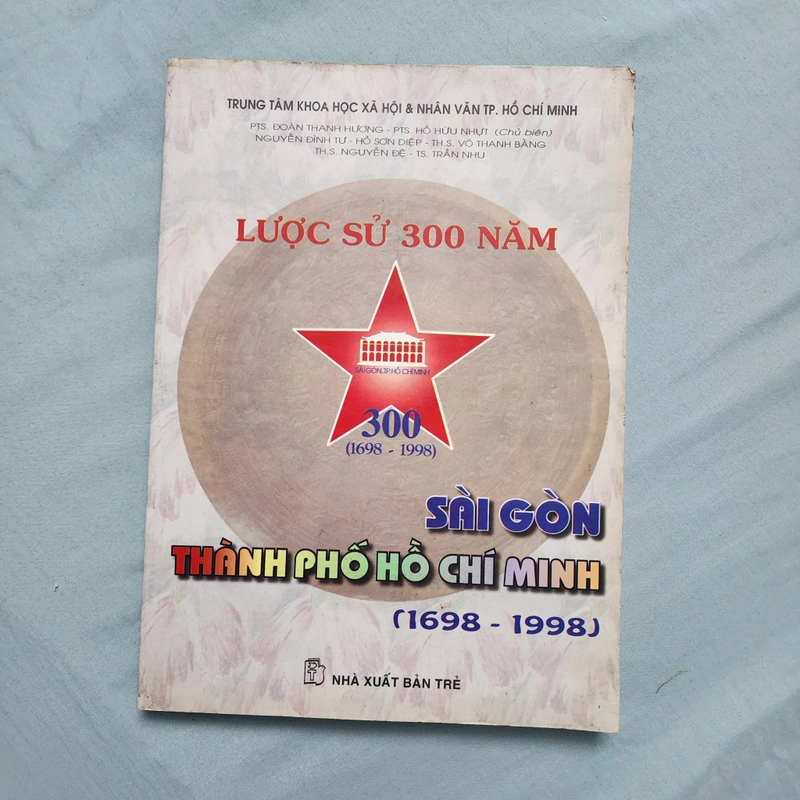 TRUNG TÂM KHOA HỌC XÃ HỘI & NHÂN VĂN TP. HỒ CHÍ MINH
PTS. ĐOÀN THANH HƯƠNG - PTS. HỒ HỮU NHỰT (Chủ biên)
NGUYỄN ĐÌNH TƯ - HỒ SƠN DIỆP - TH.S. VÕ THANH BẰNG
TH.S. NGUYỄN ĐỆ - TS. TRẦN NHU
LƯỢC SỬ 300 NĂM
SÀI GÒN.TP.HỒ CHÍ MINH
300
(1698 - 1998)
SÀI GÒN
THÀNH PHỐ HỒ CHÍ MINH
(1698 - 1998)
NHÀ XUẤT BẢN TRẺ